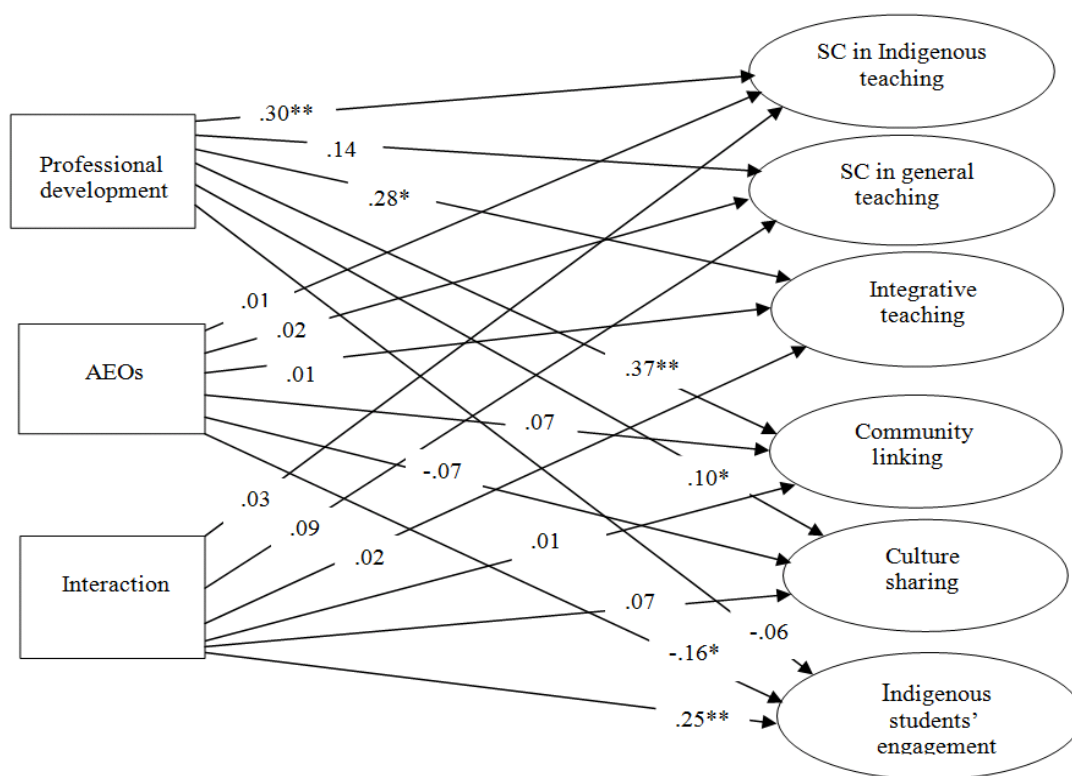 SC in Indigenous
teaching
.30**
Professional
development
.14
SC in general
teaching
.28*
Integrative
teaching
.01
.02
AEOs
.01
.37**
.07
Community
linking
-.07
.10*
.03
.09
.02
.01
Interaction
Culture
sharing
.07
-.06
-.16*
.25**
Indigenous
students’
engagement